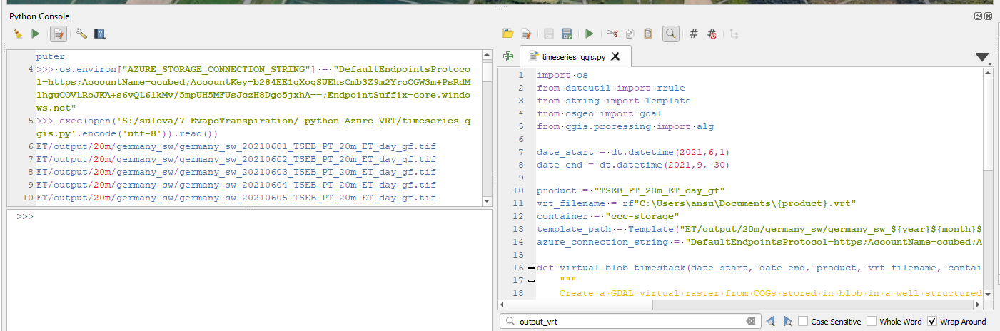 Python Console
puter
4 >>> os.environ["AZURE_STORAGE_CONNECTION_STRING"] = "DefaultEndpointsProtoco
l=https;AccountName=ccubed;AccountKey=b284EE1qXogSUEhsCmb3Z9m2YrcCGW3m+PsRdM
lhguCOVLRoJKA+s6vQL61kMv/5mpUH5MFUsJczH8Dgo5jxhA==;EndpointSuffix=core.windo
ws.net"
5 >>> exec(open('S:/sulova/7_EvapoTranspiration/_python_Azure_VRT/timeseries_q
gis.py'.encode('utf-8')).read())
6 ET/output/20m/germany_sw/germany_sw_20210601_TSEB_PT_20m_ET_day_gf.tif
7 ET/output/20m/germany_sw/germany_sw_20210602_TSEB_PT_20m_ET_day_gf.tif
8 ET/output/20m/germany_sw/germany_sw_20210603_TSEB_PT_20m_ET_day_gf.tif
9 ET/output/20m/germany_sw/germany_sw_20210604_TSEB_PT_20m_ET_day_gf.tif
10 ET/output/20m/germany_sw/germany_sw_20210605_TSEB_PT_20m_ET_day_gf.tif
>>>
timeseries_qgis.py
1 import os
2 from dateutil import rrule
3 from string import Template
4 from osgeo import gdal
5 from qgis.processing import alg
6
7 date_start = dt.datetime(2021,6,1)
8 date_end = dt.datetime(2021,9, 30)
9
10 product = "TSEB_PT_20m_ET_day_gf"
11 vrt_filename = rf"C:\Users\ansu\Documents\{product}.vrt"
12 container = "ccc-storage"
13 template_path = Template("ET/output/20m/germany_sw/germany_sw_${year}${month}$
14 azure_connection_string = "DefaultEndpointsProtocol=https;AccountName=ccubed;A
15
16 def virtual_blob_timestack(date_start, date_end, product, vrt_filename, contai
17 """
18 Create a GDAL virtual raster from COGs stored in blob in a well structured
output_vrt
Case Sensitive
Whole Word
Wrap Around